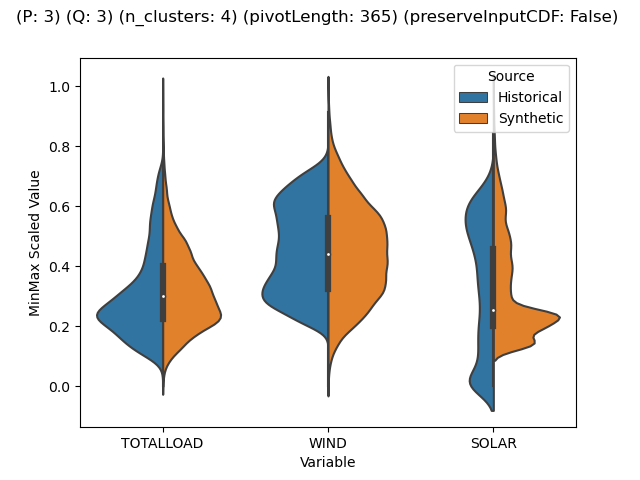 (P: 3) (Q: 3) (n_clusters: 4) (pivotLength: 365) (preserveInputCDF: False)
Source
Historical
Synthetic
MinMax Scaled Value
1.0
0.8
0.6
0.4
0.2
0.0
TOTALLOAD WIND SOLAR
Variable